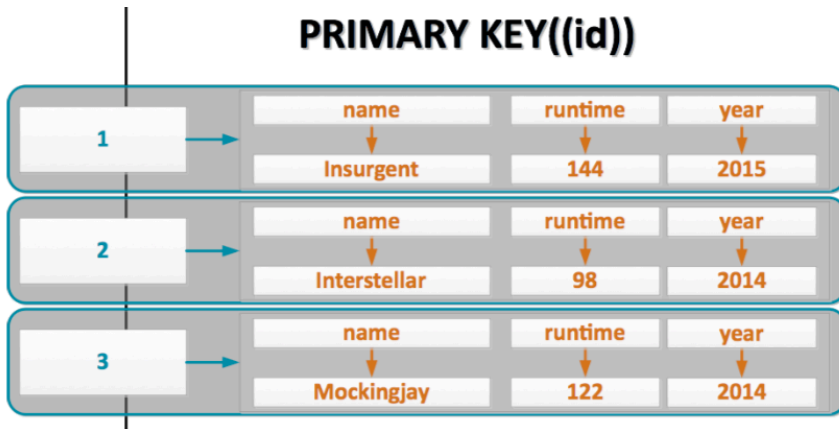 PRIMARY KEY((id))
name runtime year
1
Insurgent 144 2015
name runtime year
2
Interstellar 98 2014
name runtime year
3
Mockingjay 122 2014